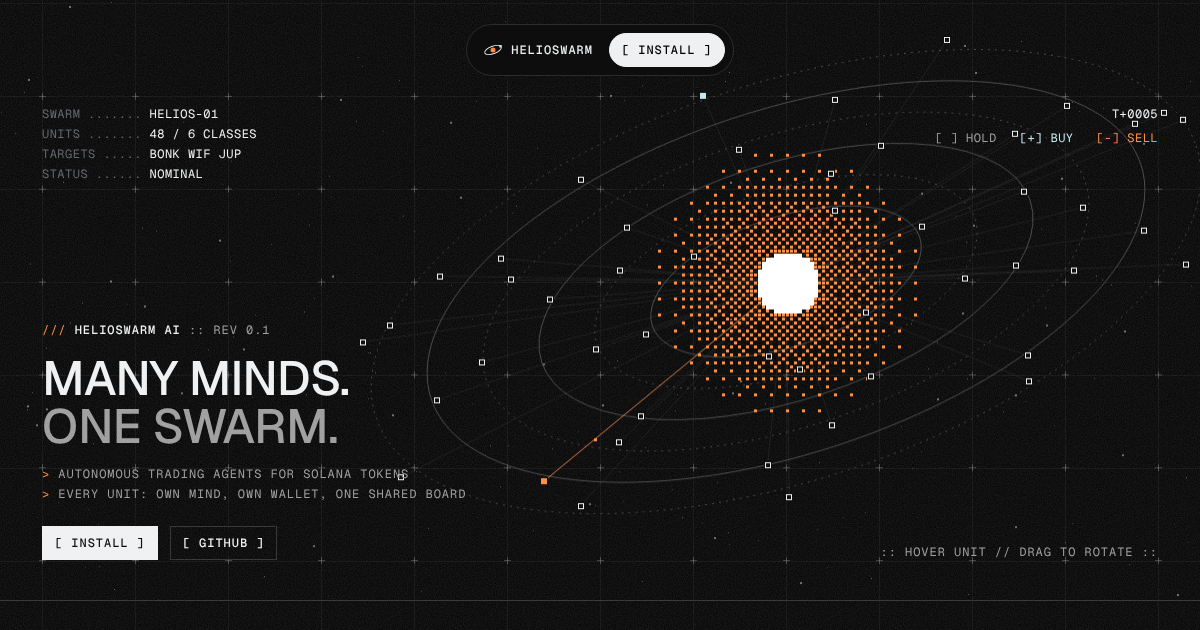 HELIOSWARM [ INSTALL ]
SWARM ....... HELIOS-01
UNITS ....... 48 / 6 CLASSES
TARGETS ..... BONK WIF JUP
STATUS ...... NOMINAL
T+0005
[ ] HOLD [+] BUY [-] SELL
/// HELIOSWARM AI :: REV 0.1
MANY MINDS.
ONE SWARM.
> AUTONOMOUS TRADING AGENTS FOR SOLANA TOKENS
> EVERY UNIT: OWN MIND, OWN WALLET, ONE SHARED BOARD
[ INSTALL ] [ GITHUB ]
:: HOVER UNIT // DRAG TO ROTATE ::